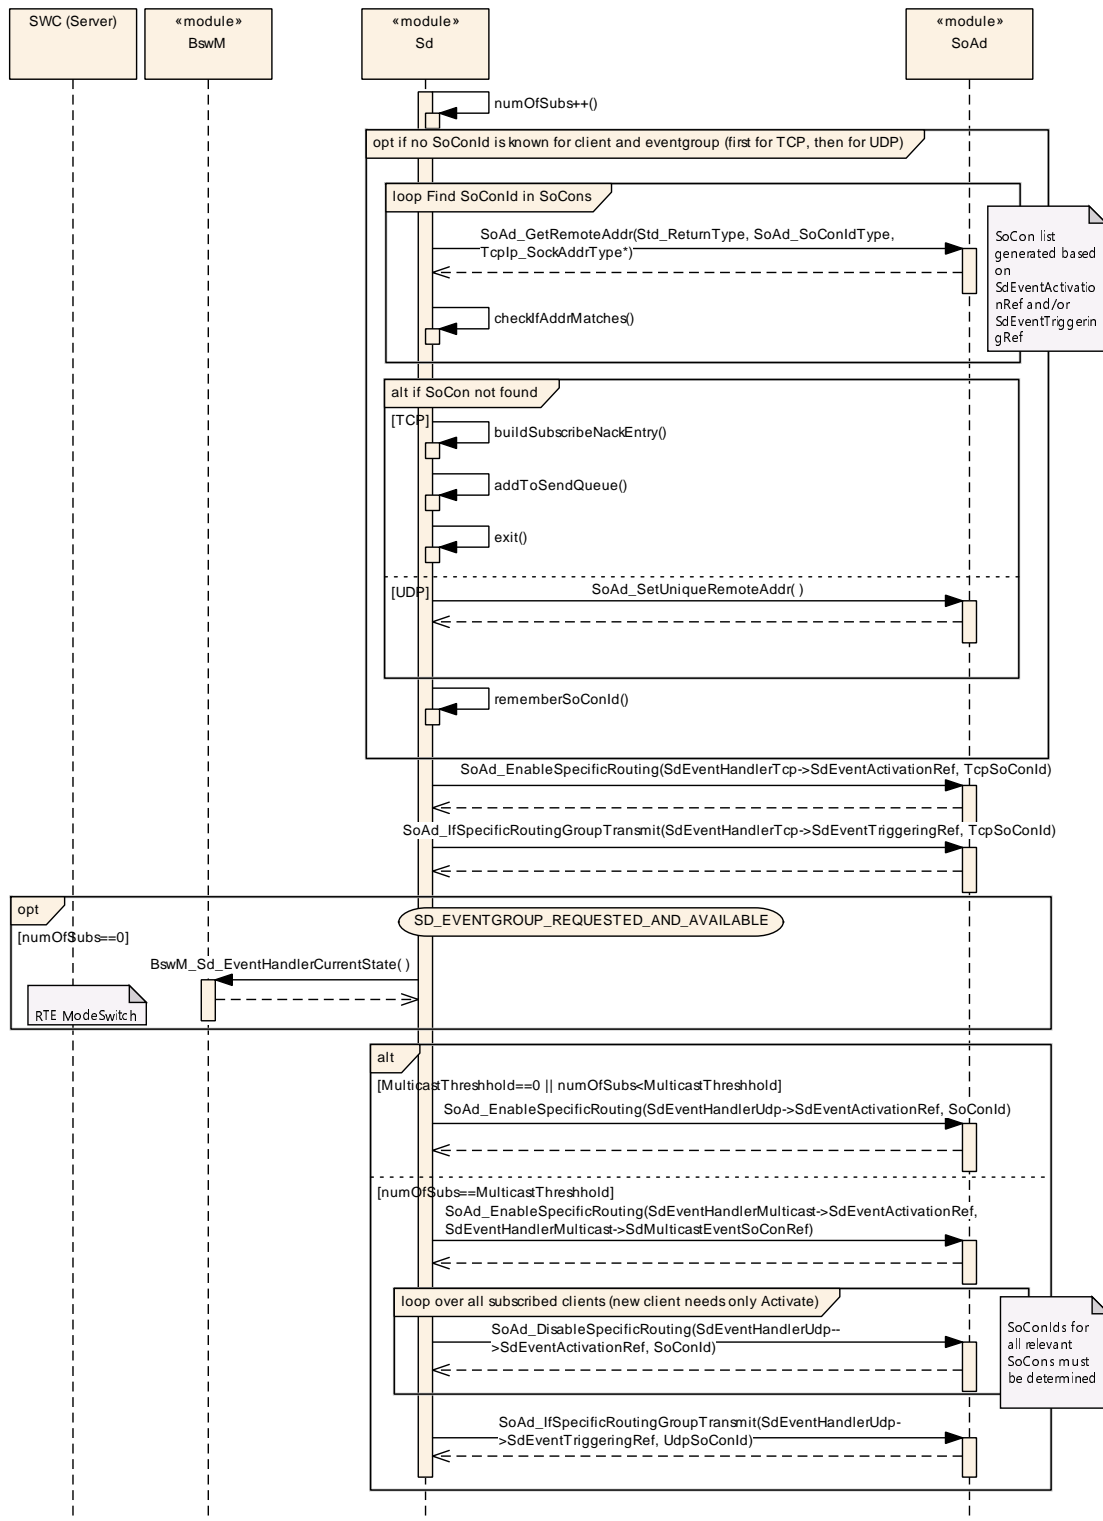 SWC (Server)
«module»
BswM
«module»
Sd
«module»
SoAd
numOfSubs++()
opt if no SoConId is known for client and eventgroup (first for TCP, then for UDP)
loop Find SoConId in SoCons
SoAd_GetRemoteAddr(Std_ReturnType, SoAd_SoConIdType,
TcpIp_SockAddrType*)
SoCon list
generated based
on
SdEventActivatio
nRef and/or
SdEventTriggerin
gRef
checkIfAddrMatches()
alt if SoCon not found
[TCP]
buildSubscribeNackEntry()
addToSendQueue()
exit()
[UDP]
SoAd_SetUniqueRemoteAddr( )
rememberSoConId()
SoAd_EnableSpecificRouting(SdEventHandlerTcp->SdEventActivationRef, TcpSoConId)
SoAd_IfSpecificRoutingGroupTransmit(SdEventHandlerTcp->SdEventTriggeringRef, TcpSoConId)
opt
SD_EVENTGROUP_REQUESTED_AND_AVAILABLE
[numOfSubs==0]
BswM_Sd_EventHandlerCurrentState( )
RTE ModeSwitch
alt
[MulticastThreshhold==0 || numOfSubs<MulticastThreshhold]
SoAd_EnableSpecificRouting(SdEventHandlerUdp->SdEventActivationRef, SoConId)
[numOfSubs==MulticastThreshhold]
SoAd_EnableSpecificRouting(SdEventHandlerMulticast->SdEventActivationRef,
SdEventHandlerMulticast->SdMulticastEventSoConRef)
loop over all subscribed clients (new client needs only Activate)
SoAd_DisableSpecificRouting(SdEventHandlerUdp--
>SdEventActivationRef, SoConId)
SoConIds for
all relevant
SoCons must
be determined
SoAd_IfSpecificRoutingGroupTransmit(SdEventHandlerUdp-
>SdEventTriggeringRef, UdpSoConId)